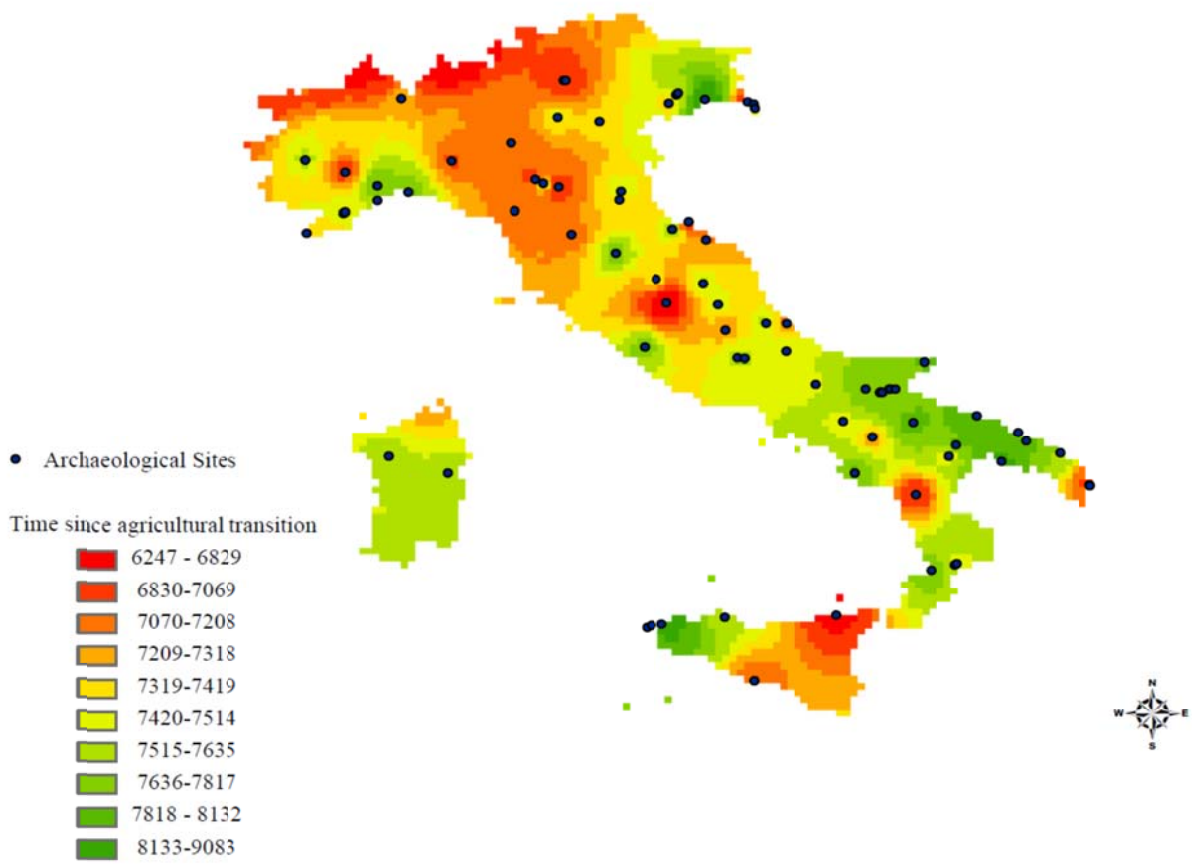 Archaeological Sites
Time since agricultural transition
6247 - 6829
6830-7069
7070-7208
7209-7318
7319-7419
7420-7514
7515-7635
7636-7817
7818 - 8132
8133-9083
N
W E
S